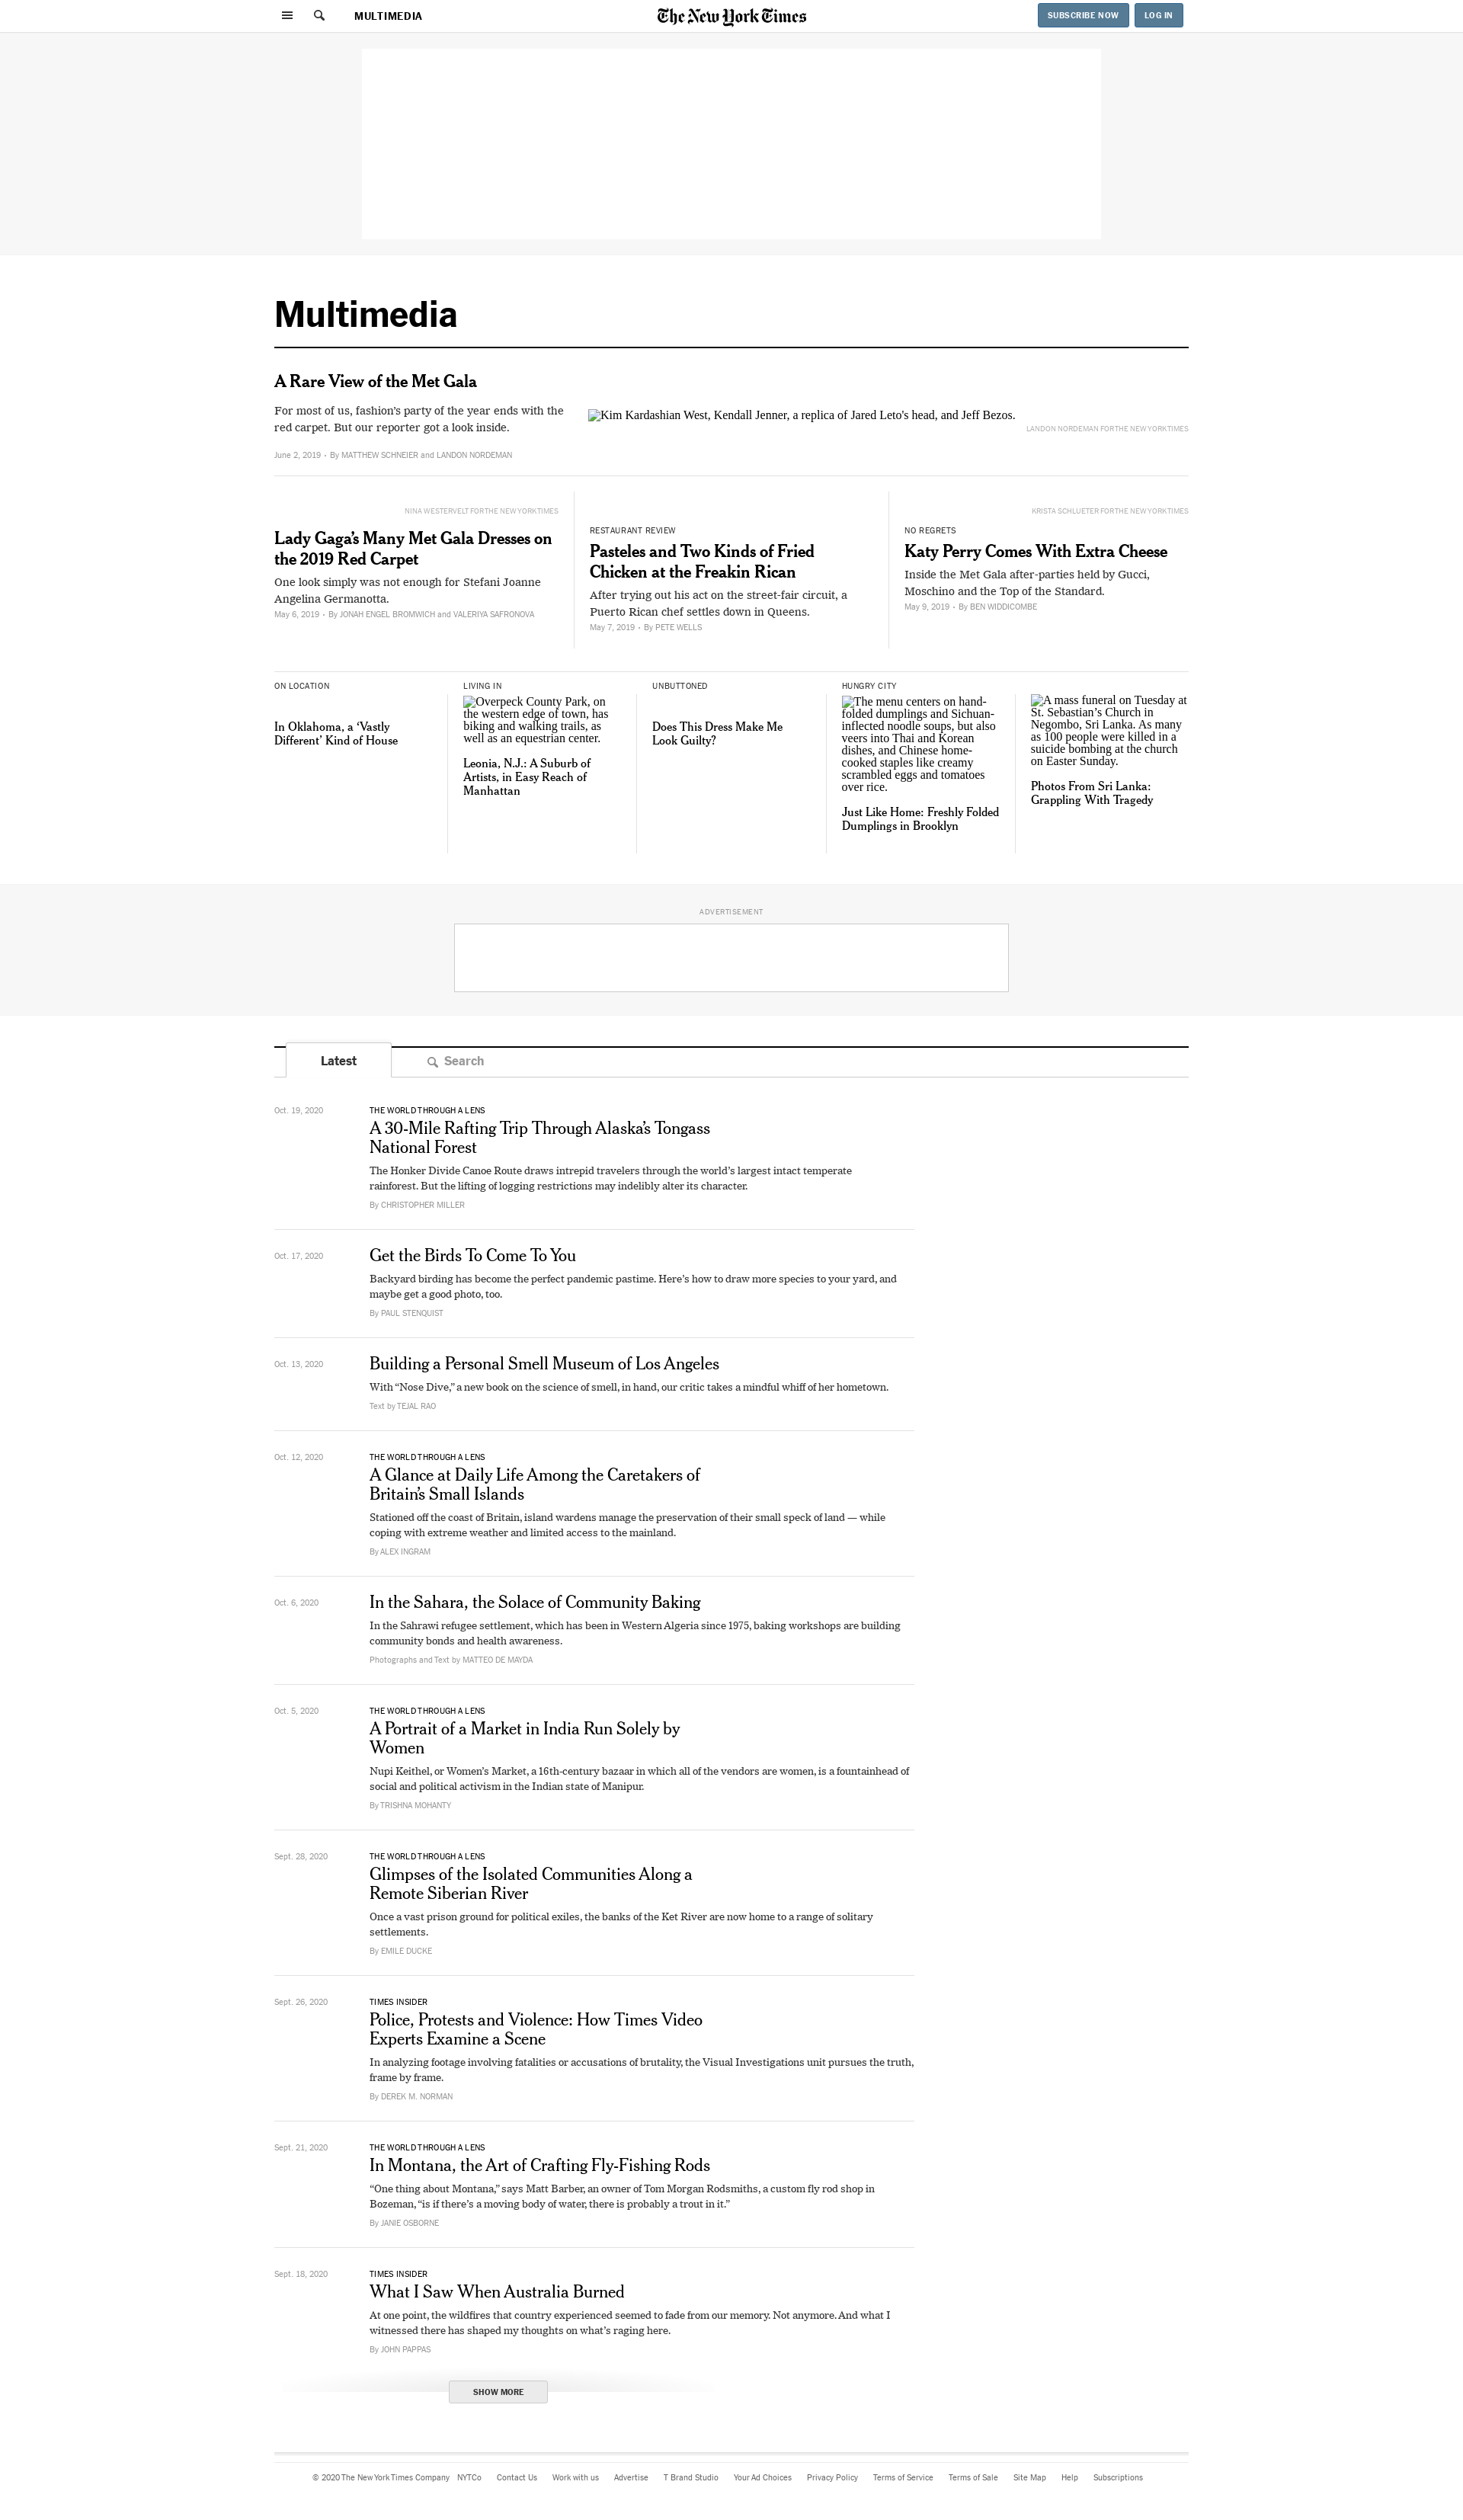 MULTIMEDIA
The New York Times
SUBSCRIBE NOW
LOG IN
Multimedia
A Rare View of the Met Gala
For most of us, fashion’s party of the year ends with the
red carpet. But our reporter got a look inside.
June 2, 2019 • By MATTHEW SCHNEIER and LANDON NORDEMAN
Kim Kardashian West, Kendall Jenner, a replica of Jared Leto's head, and Jeff Bezos.
LANDON NORDEMAN FOR THE NEW YORK TIMES
NINA WESTERVELT FOR THE NEW YORK TIMES
Lady Gaga’s Many Met Gala Dresses on
the 2019 Red Carpet
One look simply was not enough for Stefani Joanne
Angelina Germanotta.
May 6, 2019 • By JONAH ENGEL BROMWICH and VALERIYA SAFRONOVA
RESTAURANT REVIEW
Pasteles and Two Kinds of Fried
Chicken at the Freakin Rican
After trying out his act on the street-fair circuit, a
Puerto Rican chef settles down in Queens.
May 7, 2019 • By PETE WELLS
KRISTA SCHLUETER FOR THE NEW YORK TIMES
NO REGRETS
Katy Perry Comes With Extra Cheese
Inside the Met Gala after-parties held by Gucci,
Moschino and the Top of the Standard.
May 9, 2019 • By BEN WIDDICOMBE
ON LOCATION
In Oklahoma, a ‘Vastly
Different’ Kind of House
LIVING IN
Overpeck County Park, on
the western edge of town, has
biking and walking trails, as
well as an equestrian center.
Leonia, N.J.: A Suburb of
Artists, in Easy Reach of
Manhattan
UNBUTTONED
Does This Dress Make Me
Look Guilty?
HUNGRY CITY
The menu centers on hand-
folded dumplings and Sichuan-
inflected noodle soups, but also
veers into Thai and Korean
dishes, and Chinese home-
cooked staples like creamy
scrambled eggs and tomatoes
over rice.
Just Like Home: Freshly Folded
Dumplings in Brooklyn
A mass funeral on Tuesday at
St. Sebastian’s Church in
Negombo, Sri Lanka. As many
as 100 people were killed in a
suicide bombing at the church
on Easter Sunday.
Photos From Sri Lanka:
Grappling With Tragedy
ADVERTISEMENT
Latest
Search
Oct. 19, 2020
THE WORLD THROUGH A LENS
A 30-Mile Rafting Trip Through Alaska’s Tongass
National Forest
The Honker Divide Canoe Route draws intrepid travelers through the world’s largest intact temperate
rainforest. But the lifting of logging restrictions may indelibly alter its character.
By CHRISTOPHER MILLER
Oct. 17, 2020
Get the Birds To Come To You
Backyard birding has become the perfect pandemic pastime. Here’s how to draw more species to your yard, and
maybe get a good photo, too.
By PAUL STENQUIST
Oct. 13, 2020
Building a Personal Smell Museum of Los Angeles
With “Nose Dive,” a new book on the science of smell, in hand, our critic takes a mindful whiff of her hometown.
Text by TEJAL RAO
Oct. 12, 2020
THE WORLD THROUGH A LENS
A Glance at Daily Life Among the Caretakers of
Britain’s Small Islands
Stationed off the coast of Britain, island wardens manage the preservation of their small speck of land — while
coping with extreme weather and limited access to the mainland.
By ALEX INGRAM
Oct. 6, 2020
In the Sahara, the Solace of Community Baking
In the Sahrawi refugee settlement, which has been in Western Algeria since 1975, baking workshops are building
community bonds and health awareness.
Photographs and Text by MATTEO DE MAYDA
Oct. 5, 2020
THE WORLD THROUGH A LENS
A Portrait of a Market in India Run Solely by
Women
Nupi Keithel, or Women’s Market, a 16th-century bazaar in which all of the vendors are women, is a fountainhead of
social and political activism in the Indian state of Manipur.
By TRISHNA MOHANTY
Sept. 28, 2020
THE WORLD THROUGH A LENS
Glimpses of the Isolated Communities Along a
Remote Siberian River
Once a vast prison ground for political exiles, the banks of the Ket River are now home to a range of solitary
settlements.
By EMILE DUCKE
Sept. 26, 2020
TIMES INSIDER
Police, Protests and Violence: How Times Video
Experts Examine a Scene
In analyzing footage involving fatalities or accusations of brutality, the Visual Investigations unit pursues the truth,
frame by frame.
By DEREK M. NORMAN
Sept. 21, 2020
THE WORLD THROUGH A LENS
In Montana, the Art of Crafting Fly-Fishing Rods
“One thing about Montana,” says Matt Barber, an owner of Tom Morgan Rodsmiths, a custom fly rod shop in
Bozeman, “is if there’s a moving body of water, there is probably a trout in it.”
By JANIE OSBORNE
Sept. 18, 2020
TIMES INSIDER
What I Saw When Australia Burned
At one point, the wildfires that country experienced seemed to fade from our memory. Not anymore. And what I
witnessed there has shaped my thoughts on what’s raging here.
By JOHN PAPPAS
SHOW MORE
© 2020 The New York Times Company NYTCo Contact Us Work with us Advertise T Brand Studio Your Ad Choices Privacy Policy Terms of Service Terms of Sale Site Map Help Subscriptions